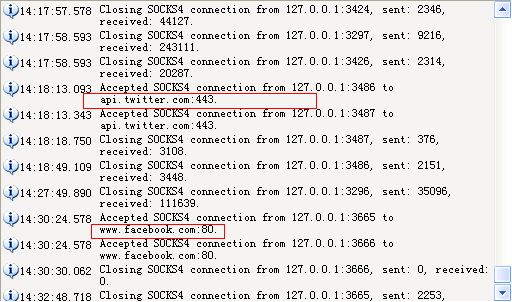 14:17:57.578 Closing SOCKS4 connection from 127.0.0.1:3424, sent: 2346,
received: 44127.
14:17:58.593 Closing SOCKS4 connection from 127.0.0.1:3297, sent: 9216,
received: 243111.
14:17:58.593 Closing SOCKS4 connection from 127.0.0.1:3426, sent: 2314,
received: 20287.
14:18:13.093 Accepted SOCKS4 connection from 127.0.0.1:3486 to
api.twitter.com:443.
14:18:13.343 Accepted SOCKS4 connection from 127.0.0.1:3487 to
api.twitter.com:443.
14:18:18.750 Closing SOCKS4 connection from 127.0.0.1:3487, sent: 376,
received: 3108.
14:18:49.109 Closing SOCKS4 connection from 127.0.0.1:3486, sent: 2151,
received: 3448.
14:27:49.890 Closing SOCKS4 connection from 127.0.0.1:3296, sent: 35096,
received: 111639.
14:30:24.578 Accepted SOCKS4 connection from 127.0.0.1:3665 to
www.facebook.com:80.
14:30:24.578 Accepted SOCKS4 connection from 127.0.0.1:3666 to
www.facebook.com:80.
14:30:30.062 Closing SOCKS4 connection from 127.0.0.1:3666, sent: 0, received:
0.
14:32:48.718 Closing SOCKS4 connection from 127.0.0.1:3665, sent: 2253,